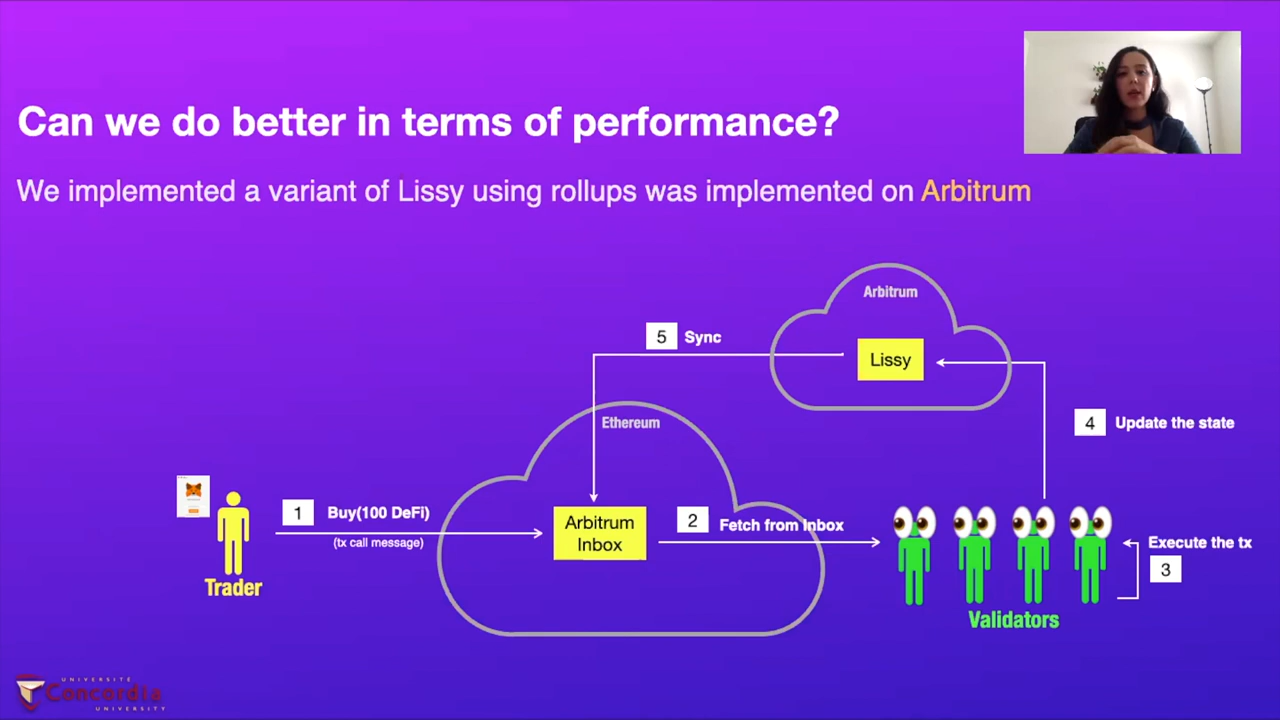 Can we do better in terms of performance?
We implemented a variant of Lissy using rollups was implemented on Arbitrum
Arbitrum
5 Sync
Lissy
Ethereum
4 Update the state
1 Buy(100 DeFi)
(tx call message)
Arbitrum
Inbox
2 Fetch from Inbox
Execute the tx
3
Trader
Validators
UNIVERSITÉ
Concordia
UNIVERSITY